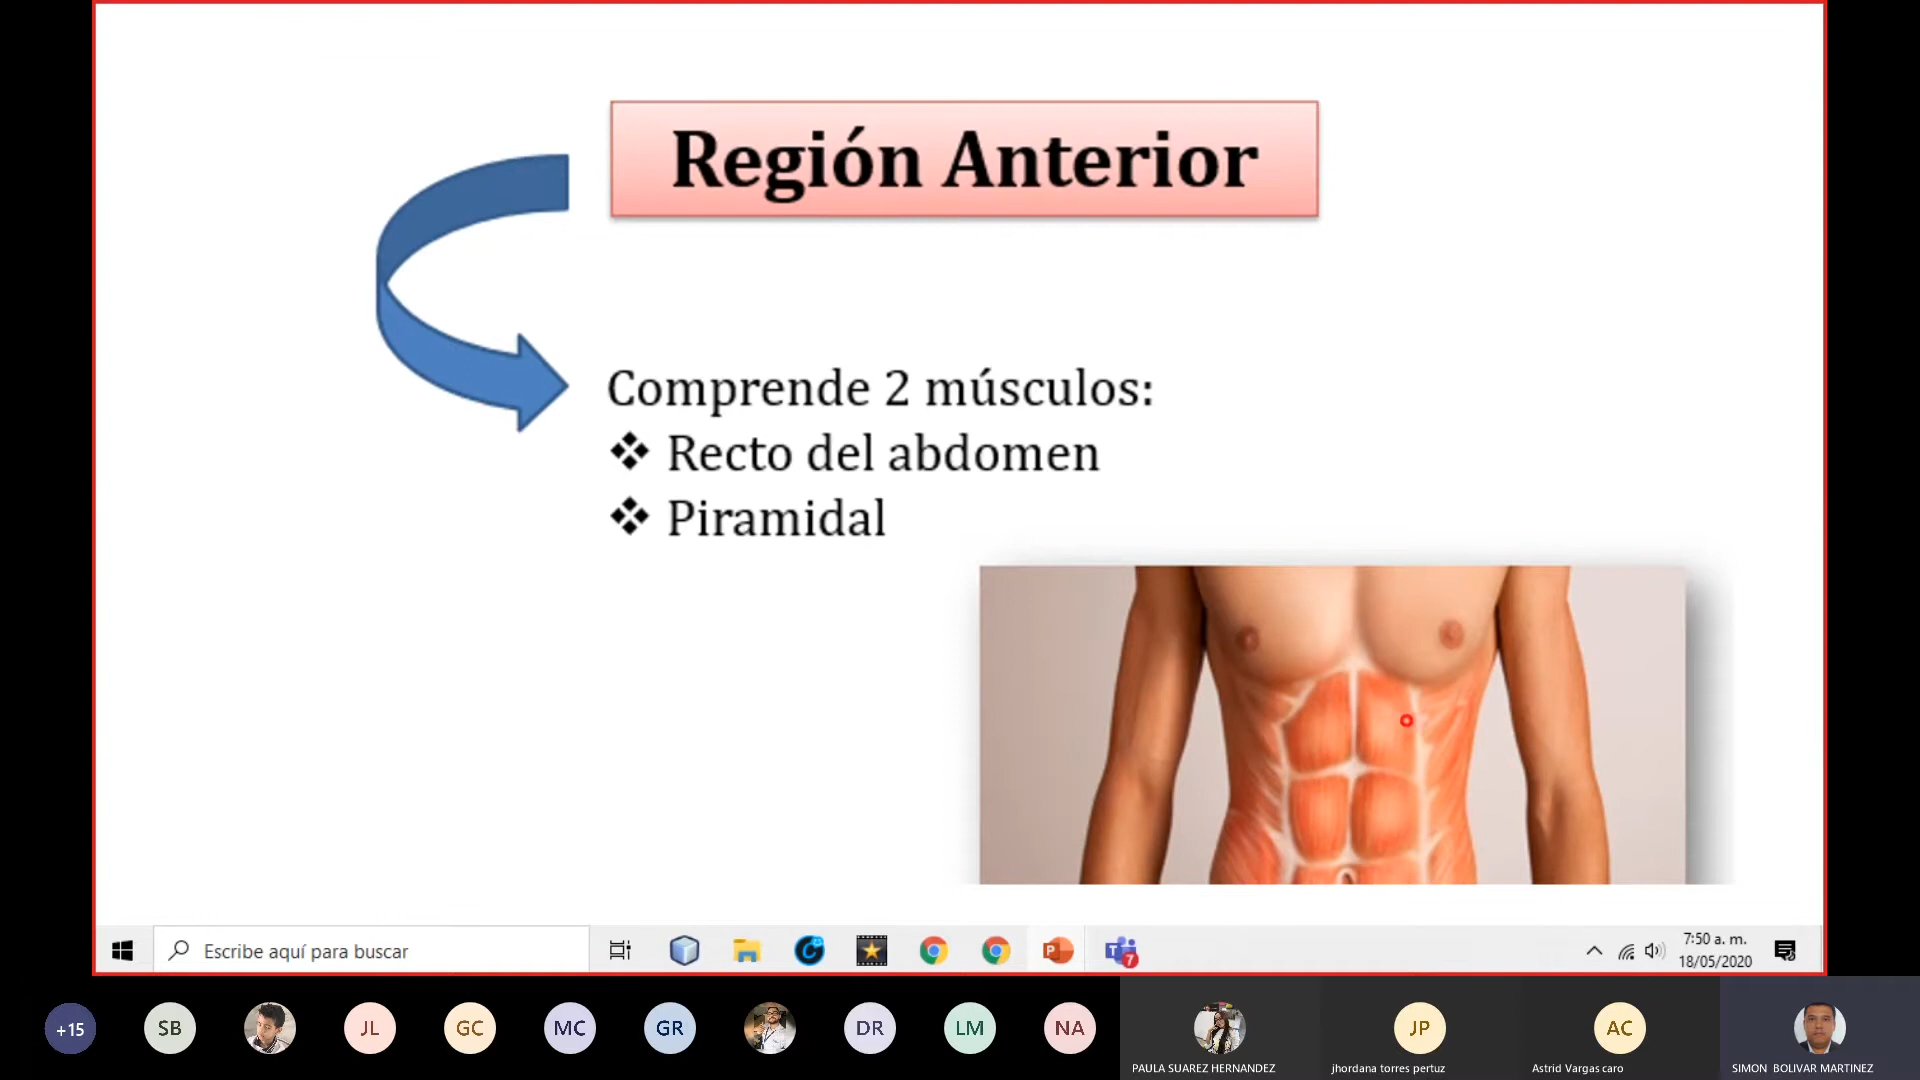 Región Anterior
Comprende 2 músculos:
❖ Recto del abdomen
❖ Piramidal
Escribe aquí para buscar
7
7:50 a. m.
18/05/2020
+15
SB
JL
GC
MC
GR
DR
LM
NA
JP
AC
PAULA SUAREZ HERNANDEZ
jhordana torres pertuz
Astrid Vargas caro
SIMON BOLIVAR MARTINEZ